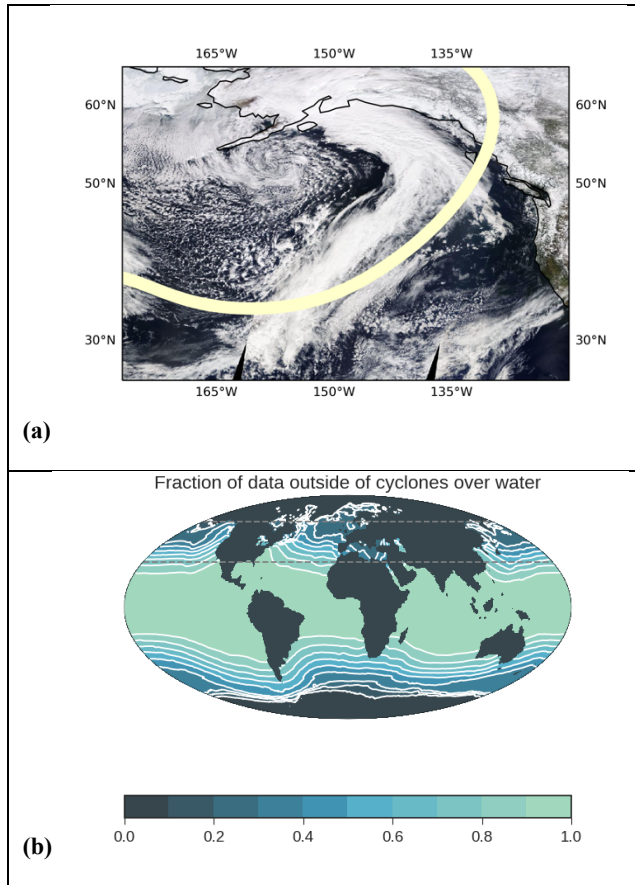 165°W 150°W 135°W
60°N 60°N
50°N 50°N
30°N 30°N
165°W 150°W 135°W
(a)
Fraction of data outside of cyclones over water
0.0 0.2 0.4 0.6 0.8 1.0
(b)